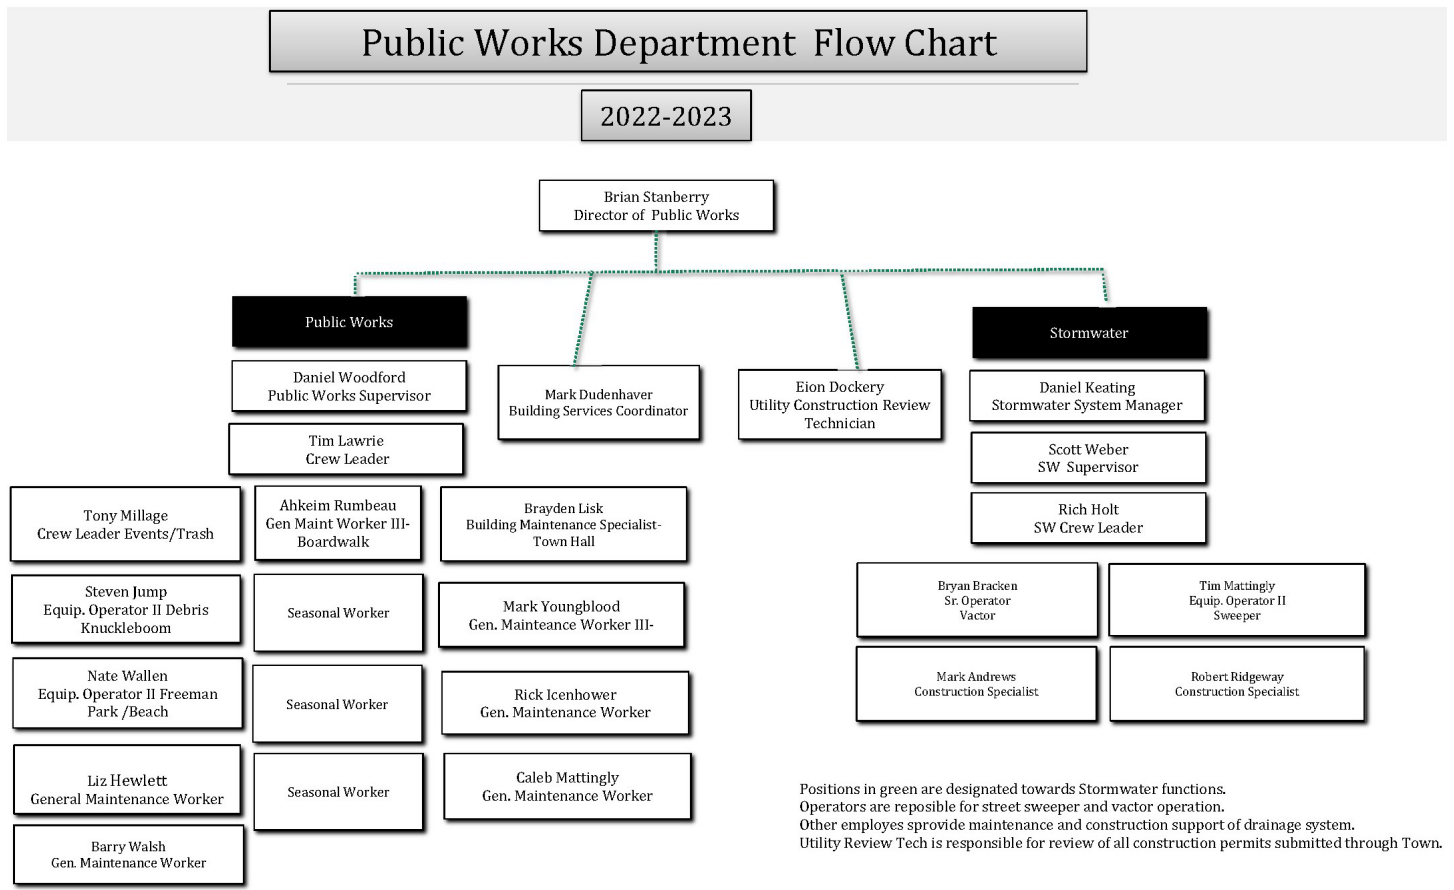 Public Works Department Flow Chart
2022-2023
Brian Stanberry
Director of Public Works
Public Works
Daniel Woodford
Public Works Supervisor
Tim Lawrie
Crew Leader
Tony Millage
Crew Leader Events/Trash
Steven Jump
Equip. Operator II Debris
Knuckleboom
Nate Wallen
Equip. Operator II Freeman
Park /Beach
Liz Hewlett
General Maintenance Worker
Barry Walsh
Gen. Maintenance Worker
Ahkeim Rumbeau
Gen Maint Worker III-
Boardwalk
Seasonal Worker
Seasonal Worker
Seasonal Worker
Brayden Lisk
Building Maintenance Specialist-
Town Hall
Mark Youngblood
Gen. Mainteance Worker III-
Rick Icenhower
Gen. Maintenance Worker
Caleb Mattingly
Gen. Maintenance Worker
Mark Dudenhaver
Building Services Coordinator
Eion Dockery
Utility Construction Review
Technician
Stormwater
Daniel Keating
Stormwater System Manager
Scott Weber
SW Supervisor
Rich Holt
SW Crew Leader
Bryan Bracken
Sr. Operator
Vactor
Tim Mattingly
Equip. Operator II
Sweeper
Mark Andrews
Construction Specialist
Robert Ridgeway
Construction Specialist
Positions in green are designated towards Stormwater functions.
Operators are reposible for street sweeper and vactor operation.
Other employes sprovide maintenance and construction support of drainage system.
Utility Review Tech is responsible for review of all construction permits submitted through Town.